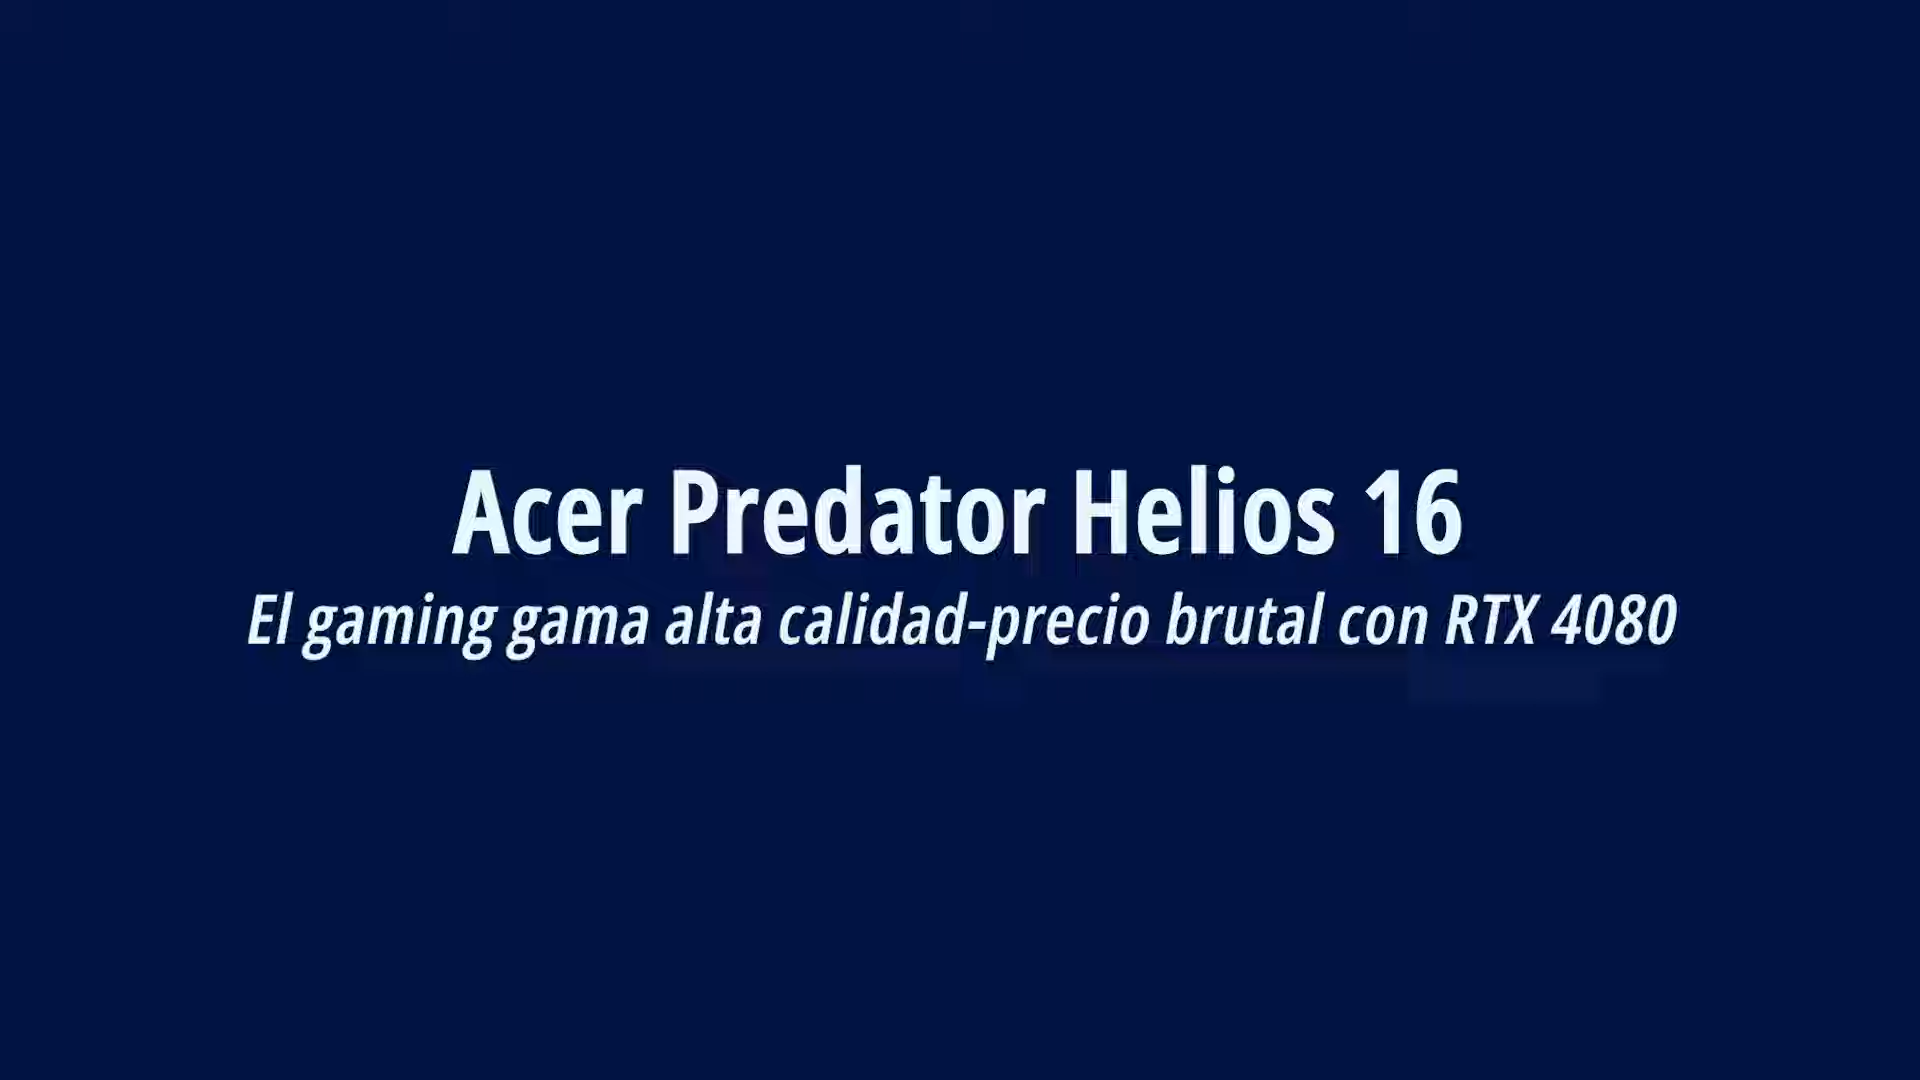 Acer Predator Helios 16
El gaming gama alta calidad-precio brutal con RTX 4080